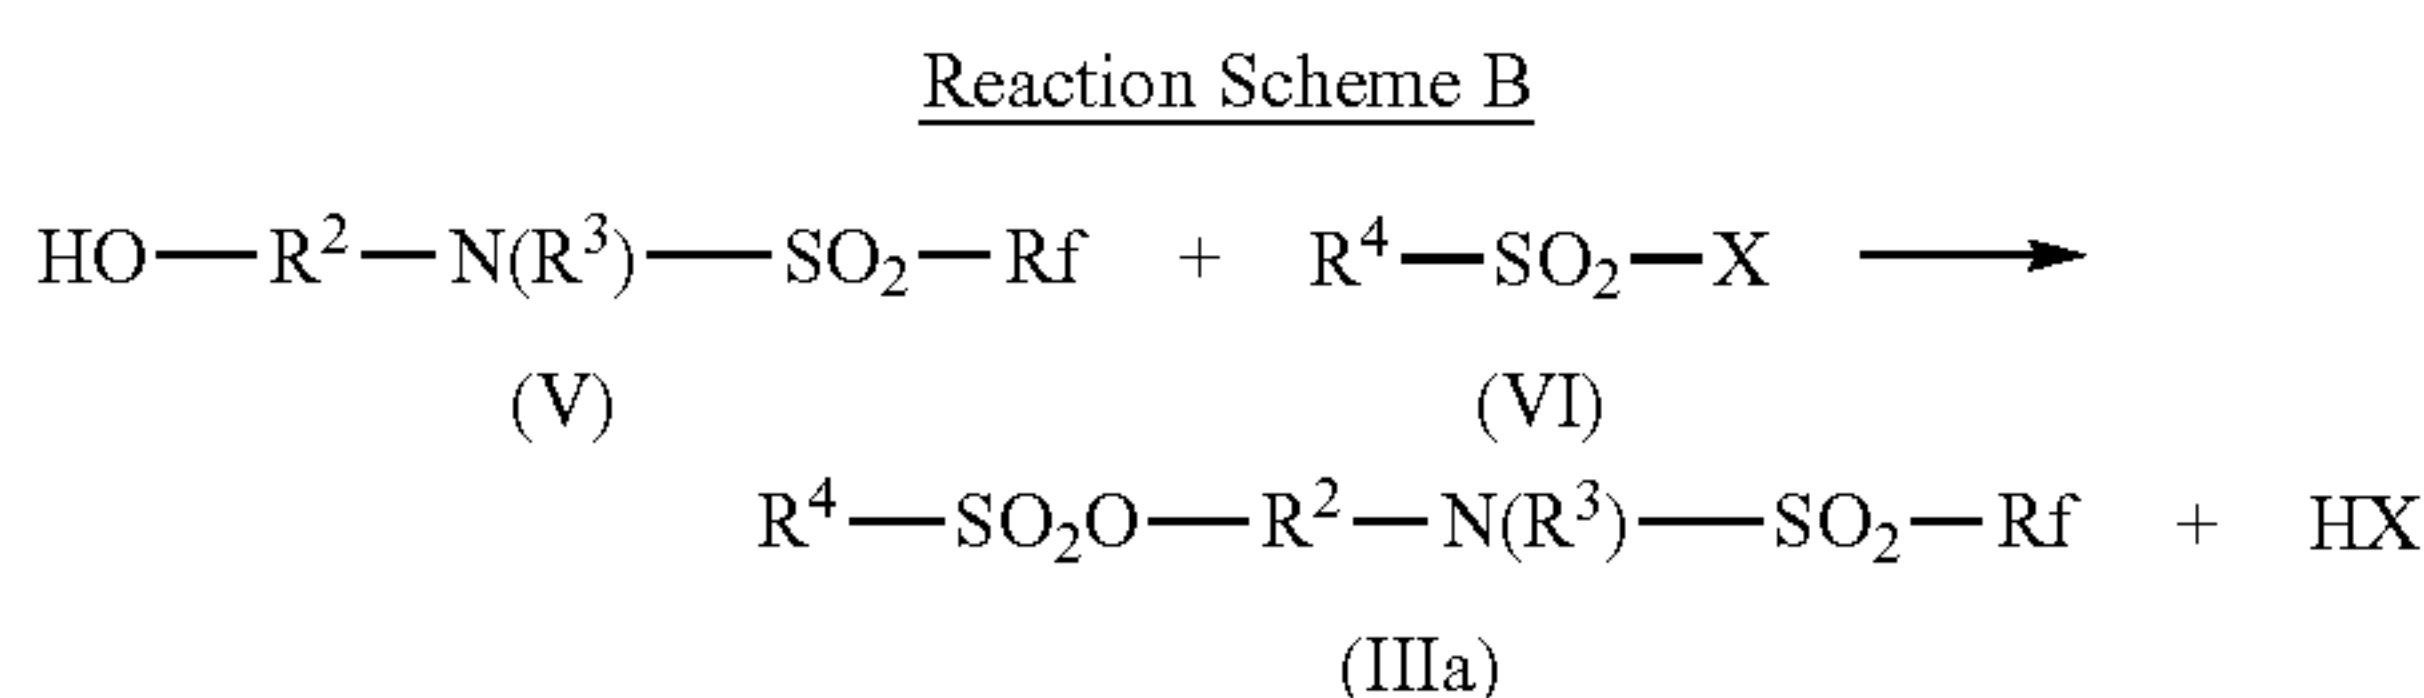 Reaction Scheme B
HO—R²—N(R³)—SO₂—Rf + R⁴—SO₂—X ⟶
(V) (VI)
R⁴—SO₂O—R²—N(R³)—SO₂—Rf + HX
(IIIa)